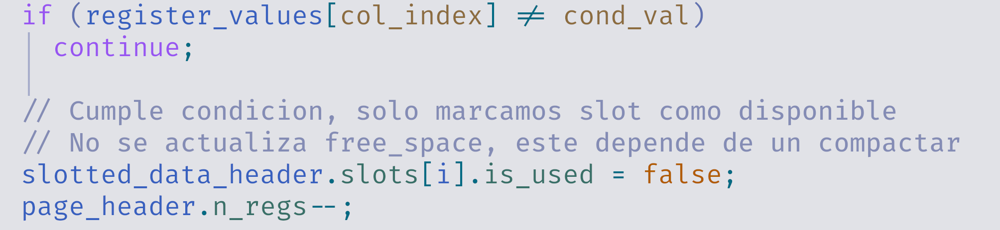 if (register_values[col_index] != cond_val)
  continue;

// Cumple condicion, solo marcamos slot como disponible
// No se actualiza free_space, este depende de un compactar
slotted_data_header.slots[i].is_used = false;
page_header.n_regs--;